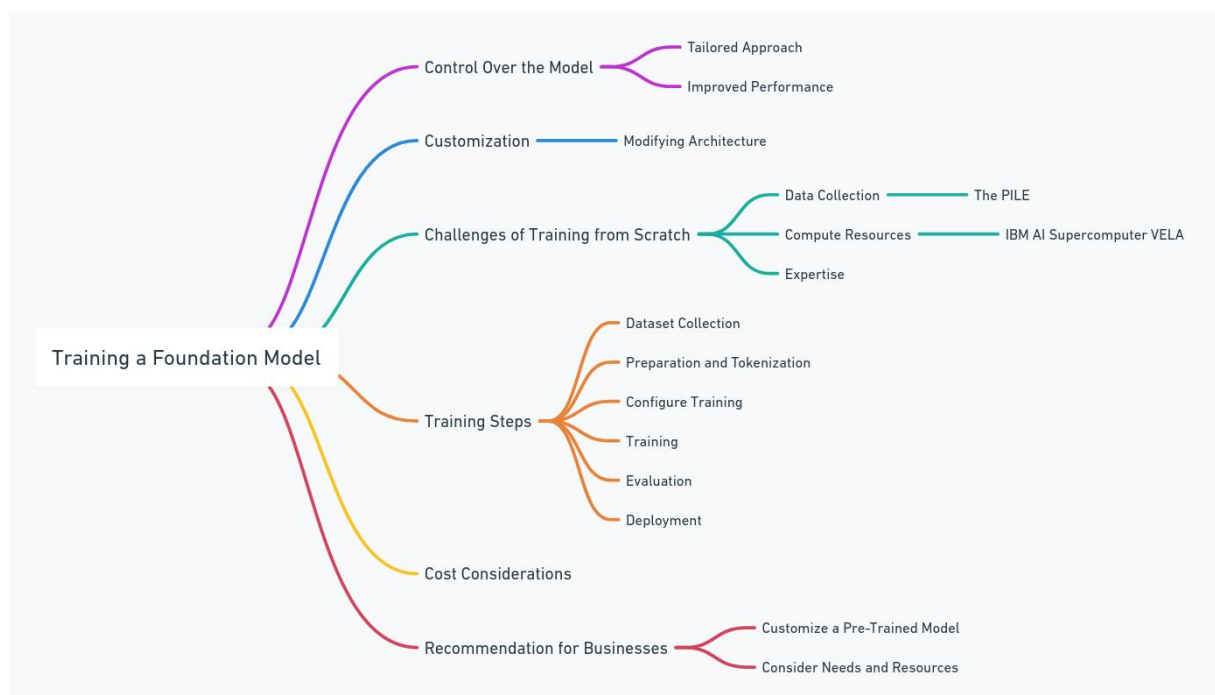 Training a Foundation Model
Control Over the Model
Tailored Approach
Improved Performance
Customization
Modifying Architecture
Challenges of Training from Scratch
Data Collection
The PILE
Compute Resources
IBM AI Supercomputer VELA
Expertise
Training Steps
Dataset Collection
Preparation and Tokenization
Configure Training
Training
Evaluation
Deployment
Cost Considerations
Recommendation for Businesses
Customize a Pre-Trained Model
Consider Needs and Resources